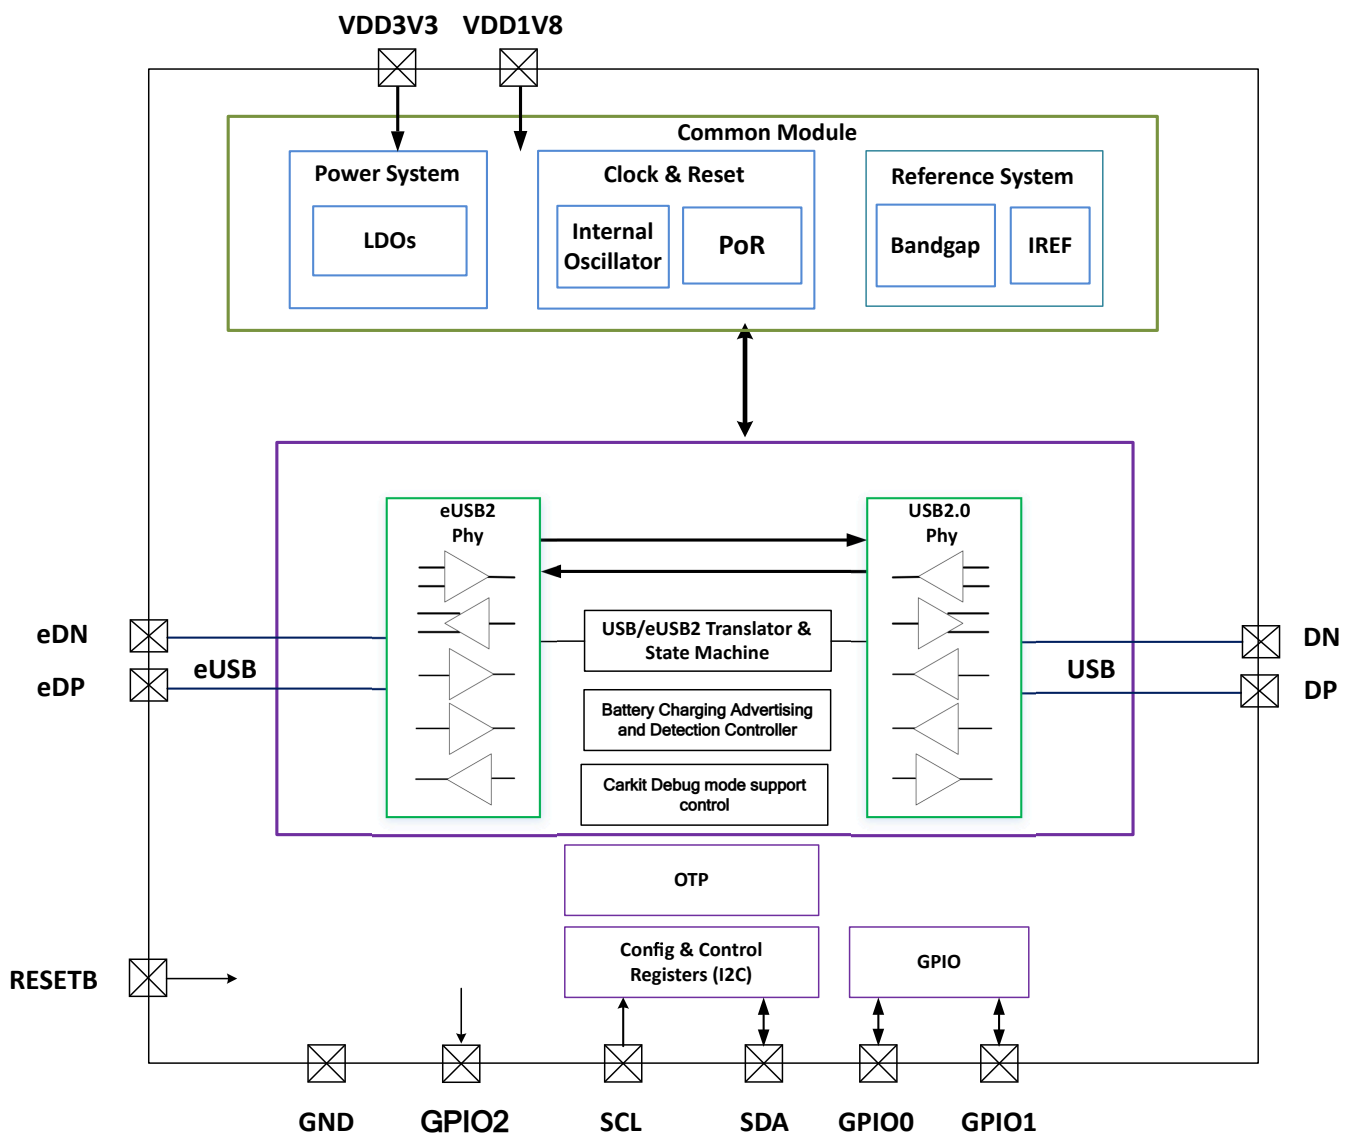 VDD3V3 VDD1V8
Common Module
Power System
LDOs
Clock & Reset
Internal
Oscillator
PoR
Reference System
Bandgap
IREF
eUSB2
Phy
USB2.0
Phy
USB/eUSB2 Translator &
State Machine
Battery Charging Advertising
and Detection Controller
Carkit Debug mode support
control
eDN
eDP
eUSB
USB
DN
DP
OTP
Config & Control
Registers (I2C)
GPIO
RESETB
GND
GPIO2
SCL
SDA
GPIO0
GPIO1